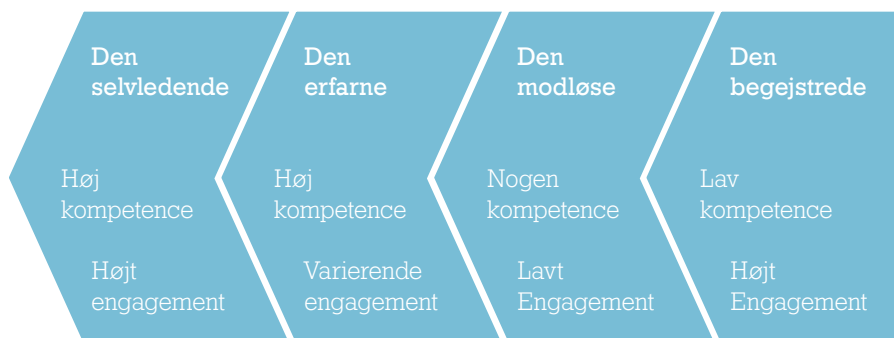 Den
selvledende
Høj
kompetence
Højt
engagement
Den
erfarne
Høj
kompetence
Varierende
engagement
Den
modløse
Nogen
kompetence
Lavt
Engagement
Den
begejstrede
Lav
kompetence
Højt
Engagement